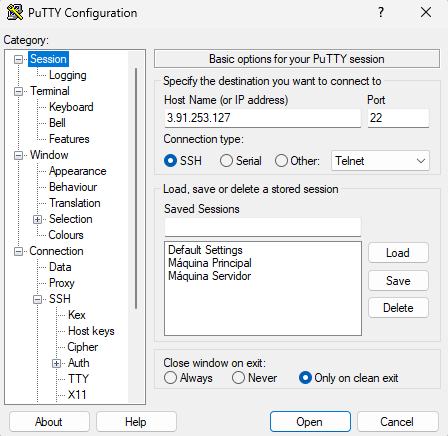 PuTTY Configuration
Category:
Session
Logging
Terminal
Keyboard
Bell
Features
Window
Appearance
Behaviour
Translation
Selection
Colours
Connection
Data
Proxy
SSH
Kex
Host keys
Cipher
Auth
TTY
X11
Basic options for your PuTTY session
Specify the destination you want to connect to
Host Name (or IP address) Port
3.91.253.127 22
Connection type:
SSH Serial Other: Telnet
Load, save or delete a stored session
Saved Sessions
Default Settings
Máquina Principal
Máquina Servidor
Load
Save
Delete
Close window on exit:
Always Never Only on clean exit
About Help Open Cancel